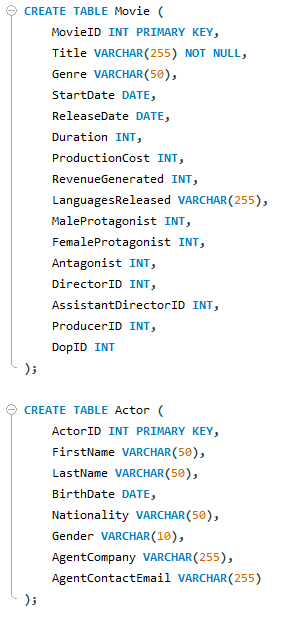 CREATE TABLE Movie (
    MovieID INT PRIMARY KEY,
    Title VARCHAR(255) NOT NULL,
    Genre VARCHAR(50),
    StartDate DATE,
    ReleaseDate DATE,
    Duration INT,
    ProductionCost INT,
    RevenueGenerated INT,
    LanguagesReleased VARCHAR(255),
    MaleProtagonist INT,
    FemaleProtagonist INT,
    Antagonist INT,
    DirectorID INT,
    AssistantDirectorID INT,
    ProducerID INT,
    DopID INT
);
CREATE TABLE Actor (
    ActorID INT PRIMARY KEY,
    FirstName VARCHAR(50),
    LastName VARCHAR(50),
    BirthDate DATE,
    Nationality VARCHAR(50),
    Gender VARCHAR(10),
    AgentCompany VARCHAR(255),
    AgentContactEmail VARCHAR(255)
);